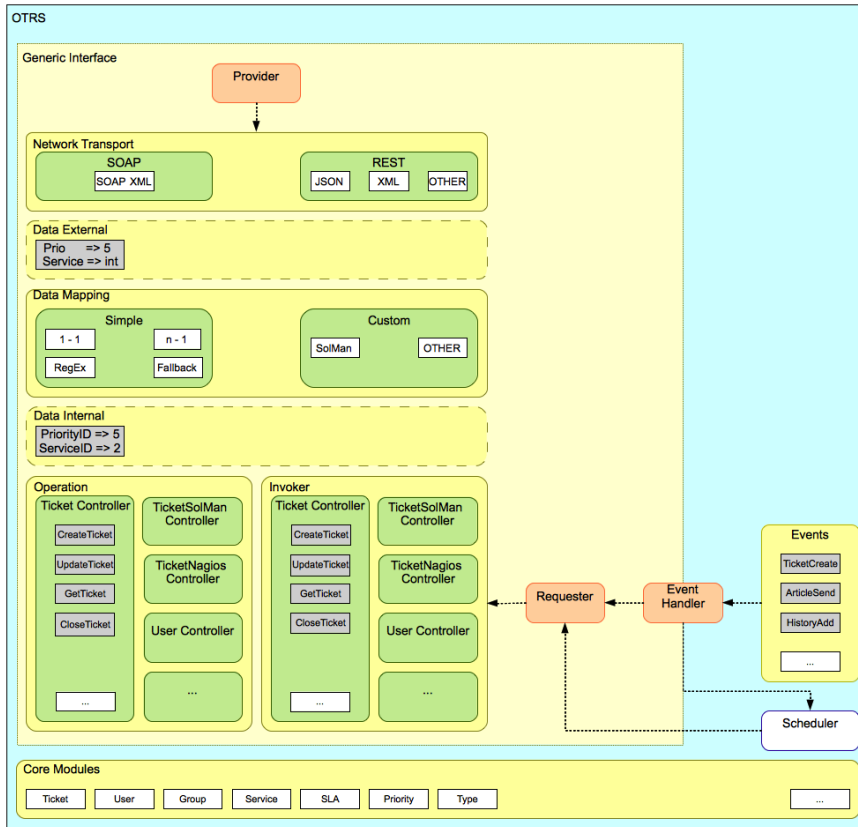 OTRS
Generic Interface
Provider
Network Transport
SOAP
SOAP XML
REST
JSON
XML
OTHER
Data External
Prio => 5
Service => int
Data Mapping
Simple
1 - 1
n - 1
RegEx
Fallback
Custom
SolMan
OTHER
Data Internal
PriorityID => 5
ServiceID => 2
Operation
Ticket Controller
CreateTicket
UpdateTicket
GetTicket
CloseTicket
...
TicketSolMan
Controller
TicketNagios
Controller
User Controller
...
Invoker
Ticket Controller
CreateTicket
UpdateTicket
GetTicket
CloseTicket
...
TicketSolMan
Controller
TicketNagios
Controller
User Controller
...
Requester
Event
Handler
Events
TicketCreate
ArticleSend
HistoryAdd
...
Scheduler
Core Modules
Ticket
User
Group
Service
SLA
Priority
Type
...